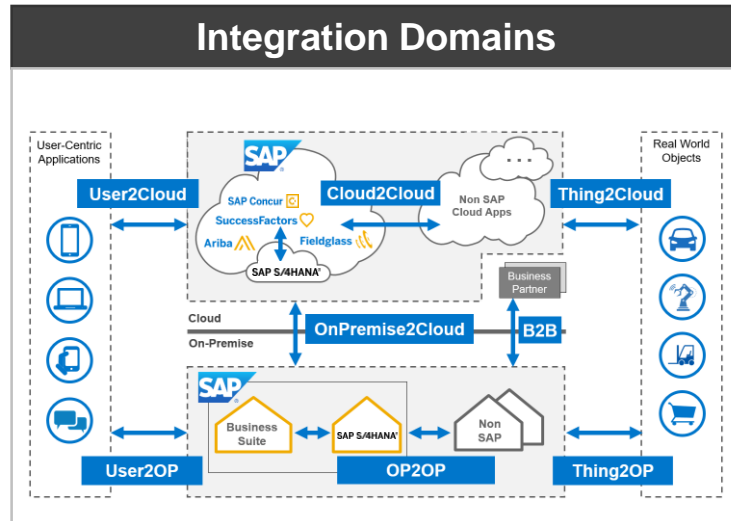 Integration Domains
User-Centric
Applications
SAP
®
Real World
Objects
User2Cloud
SAP Concur C.
Cloud2Cloud
Non SAP
Cloud Apps
Thing2Cloud
SuccessFactors
Ariba
Fieldglass
SAP S/4HANA®
Business
Partner
Cloud
On-Premise
OnPremise2Cloud
B2B
SAP
®
Business
Suite
SAP S/4HANA®
Non
SAP
User2OP
OP2OP
Thing2OP